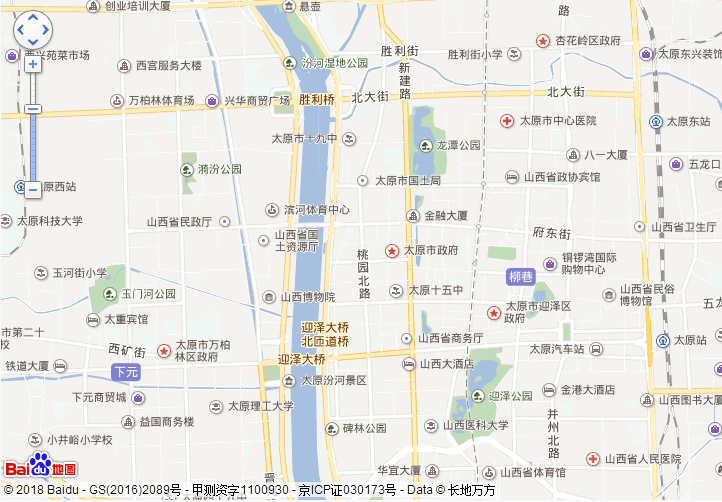 创业培训大厦
悬壶
路
杏花岭区政府
西兴苑菜市场
胜利街
胜利街小学
太原东兴装饰
汾河湿地公园
西宫服务大楼
新建路
万柏林体育场
兴华商贸广场
胜利桥
北大街
北大街
太原市中心医院
太原东站
太原市十九中
龙潭公园
八一大厦
五龙口
漪汾公园
太原市国土局
山西省政协宾馆
太原西站
太原科技大学
山西省民政厅
滨河体育中心
金融大厦
山西省卫生厅
府东街
山西省国土资源厅
桃园北路
太原市政府
铜锣湾国际
购物中心
玉河街小学
柳巷
玉门河公园
山西博物院
太原十五中
山西省民俗
博物馆
太原市迎泽区
政府
五龙
太重宾馆
市第二十
校
迎泽大桥
北匝道桥
山西省商务厅
太原站
西矿街
太原市万柏
林区政府
太原汽车站
铁道大厦
下元
迎泽大桥
山西大酒店
太原汾河景区
金港大酒店
迎泽公园
下元商贸城
太原理工大学
山西图书大厦
益国商务楼
碑林公园
山西医科大学
并州北路
小井峪小学校
山西省人民医院
Baidu地图
华宜大厦
山西省体育馆
晋
© 2018 Baidu - GS(2016)2089号 - 甲测资字1100930 - 京ICP证030173号 - Data © 长地万方